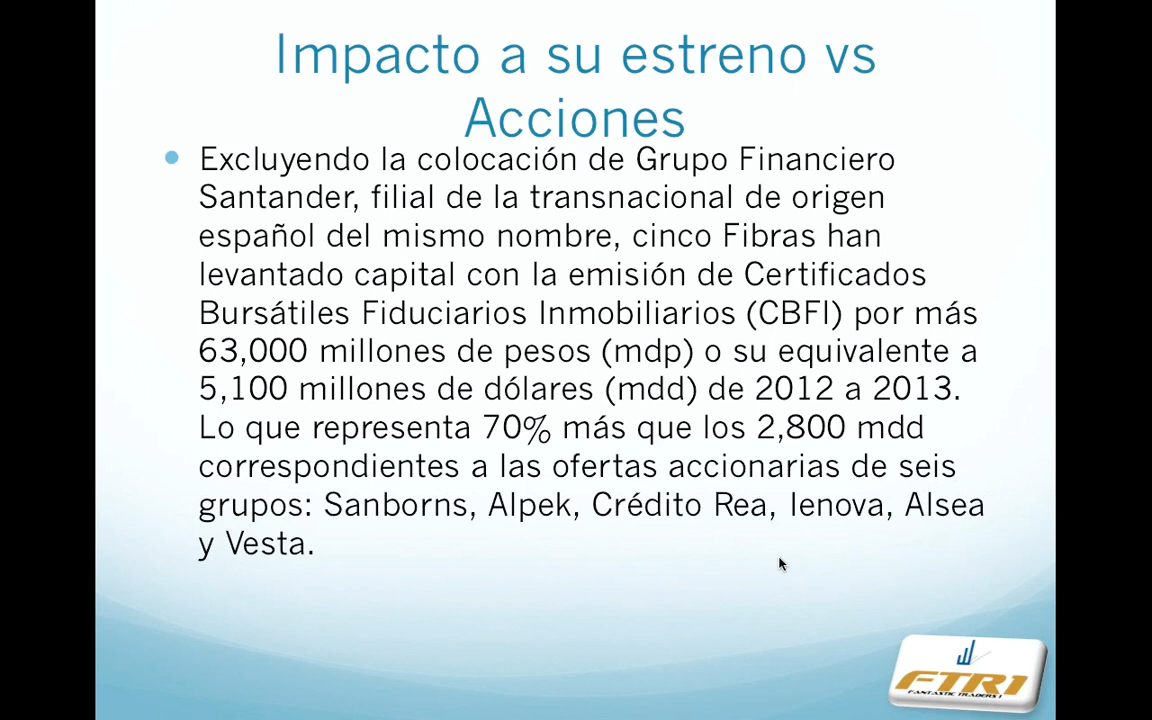 Impacto a su estreno vs
Acciones
Excluyendo la colocación de Grupo Financiero
Santander, filial de la transnacional de origen
español del mismo nombre, cinco Fibras han
levantado capital con la emisión de Certificados
Bursátiles Fiduciarios Inmobiliarios (CBFI) por más
63,000 millones de pesos (mdp) o su equivalente a
5,100 millones de dólares (mdd) de 2012 a 2013.
Lo que representa 70% más que los 2,800 mdd
correspondientes a las ofertas accionarias de seis
grupos: Sanborns, Alpek, Crédito Rea, Ienova, Alsea
y Vesta.
FTR1
FANTASTIC TRADERS 1